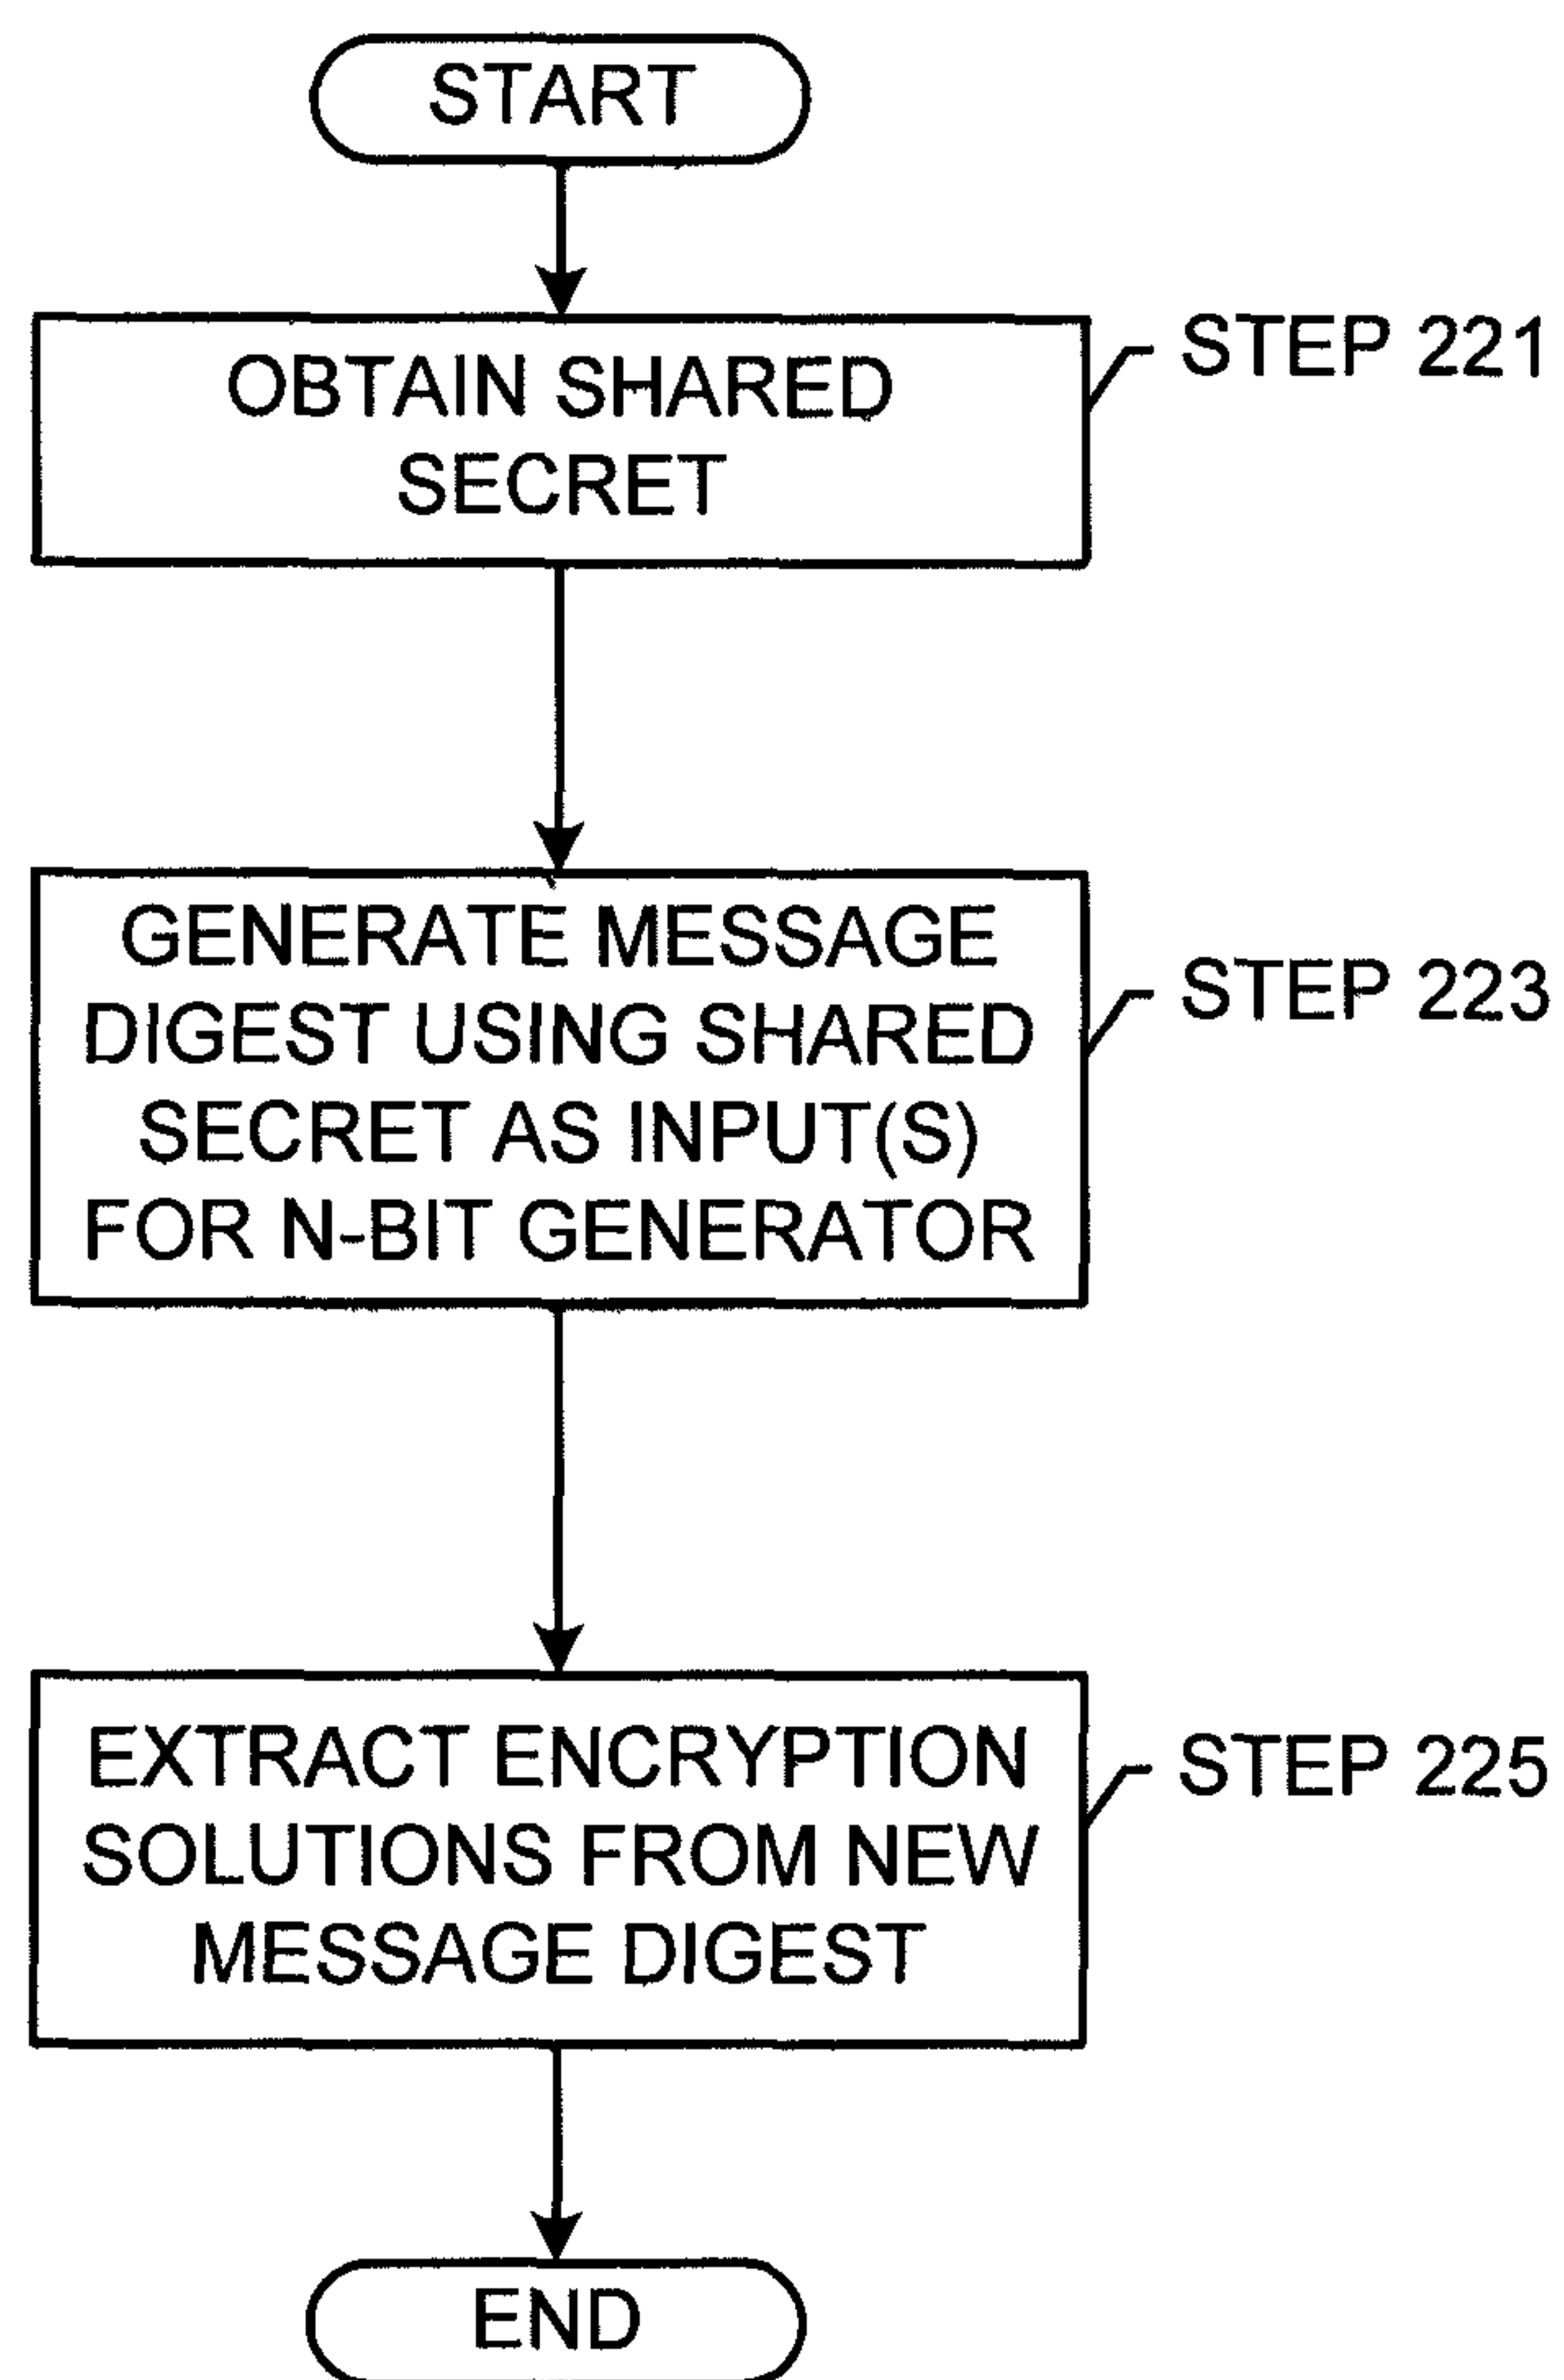 START
OBTAIN SHARED
SECRET
STEP 221
GENERATE MESSAGE
DIGEST USING SHARED
SECRET AS INPUT(S)
FOR N-BIT GENERATOR
STEP 223
EXTRACT ENCRYPTION
SOLUTIONS FROM NEW
MESSAGE DIGEST
STEP 225
END